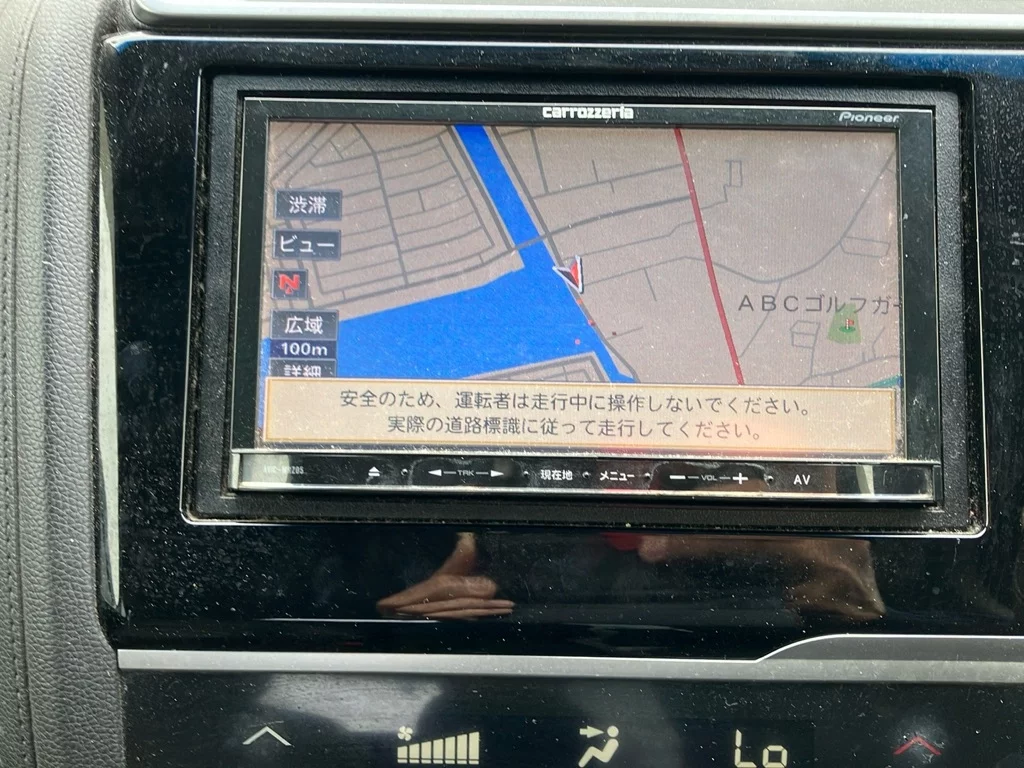 carrozzeria
Pioneer
渋滞
ビュー
N
広域
100m
詳細
ABCゴルフガー
安全のため、運転者は走行中に操作しないでください。
実際の道路標識に従って走行してください。
TRK
現在地
メニュー
VOL
AV
Lo